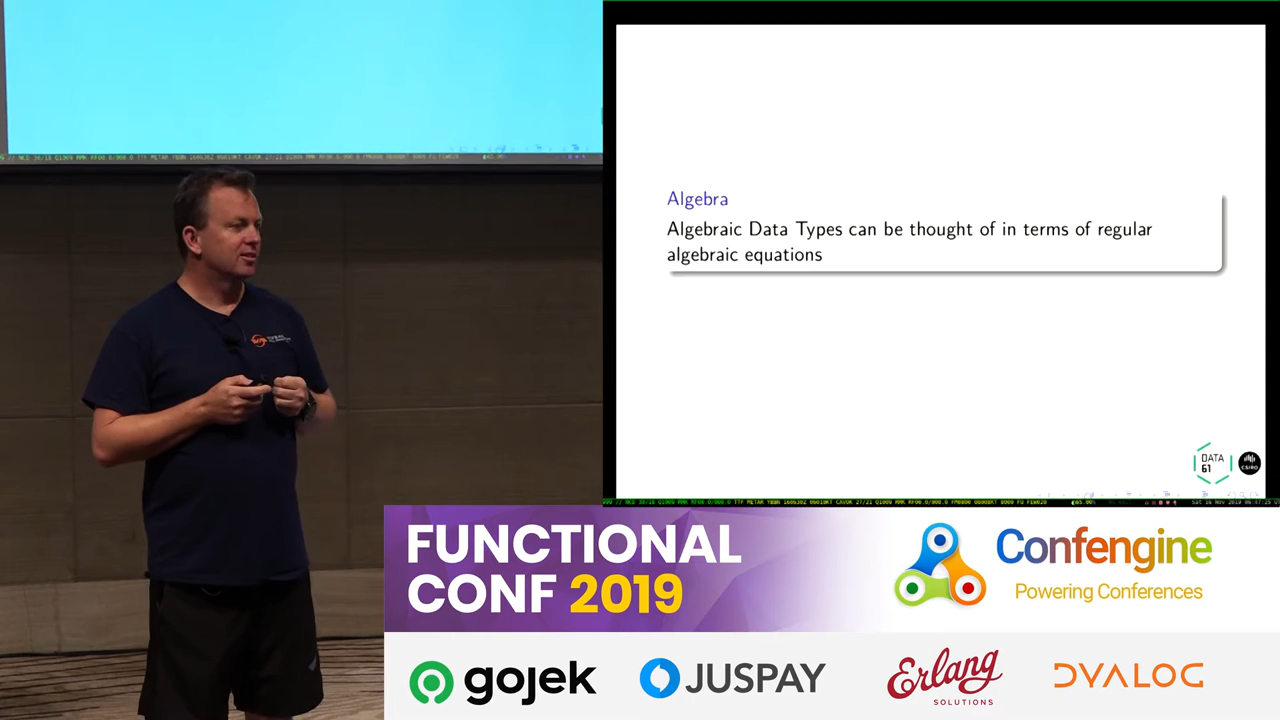 Algebra
Algebraic Data Types can be thought of in terms of regular
algebraic equations
DATA
61
CSIRO
FUNCTIONAL
CONF 2019
Confengine
Powering Conferences
gojek
JUSPAY
Erlang
SOLUTIONS
DYALOG